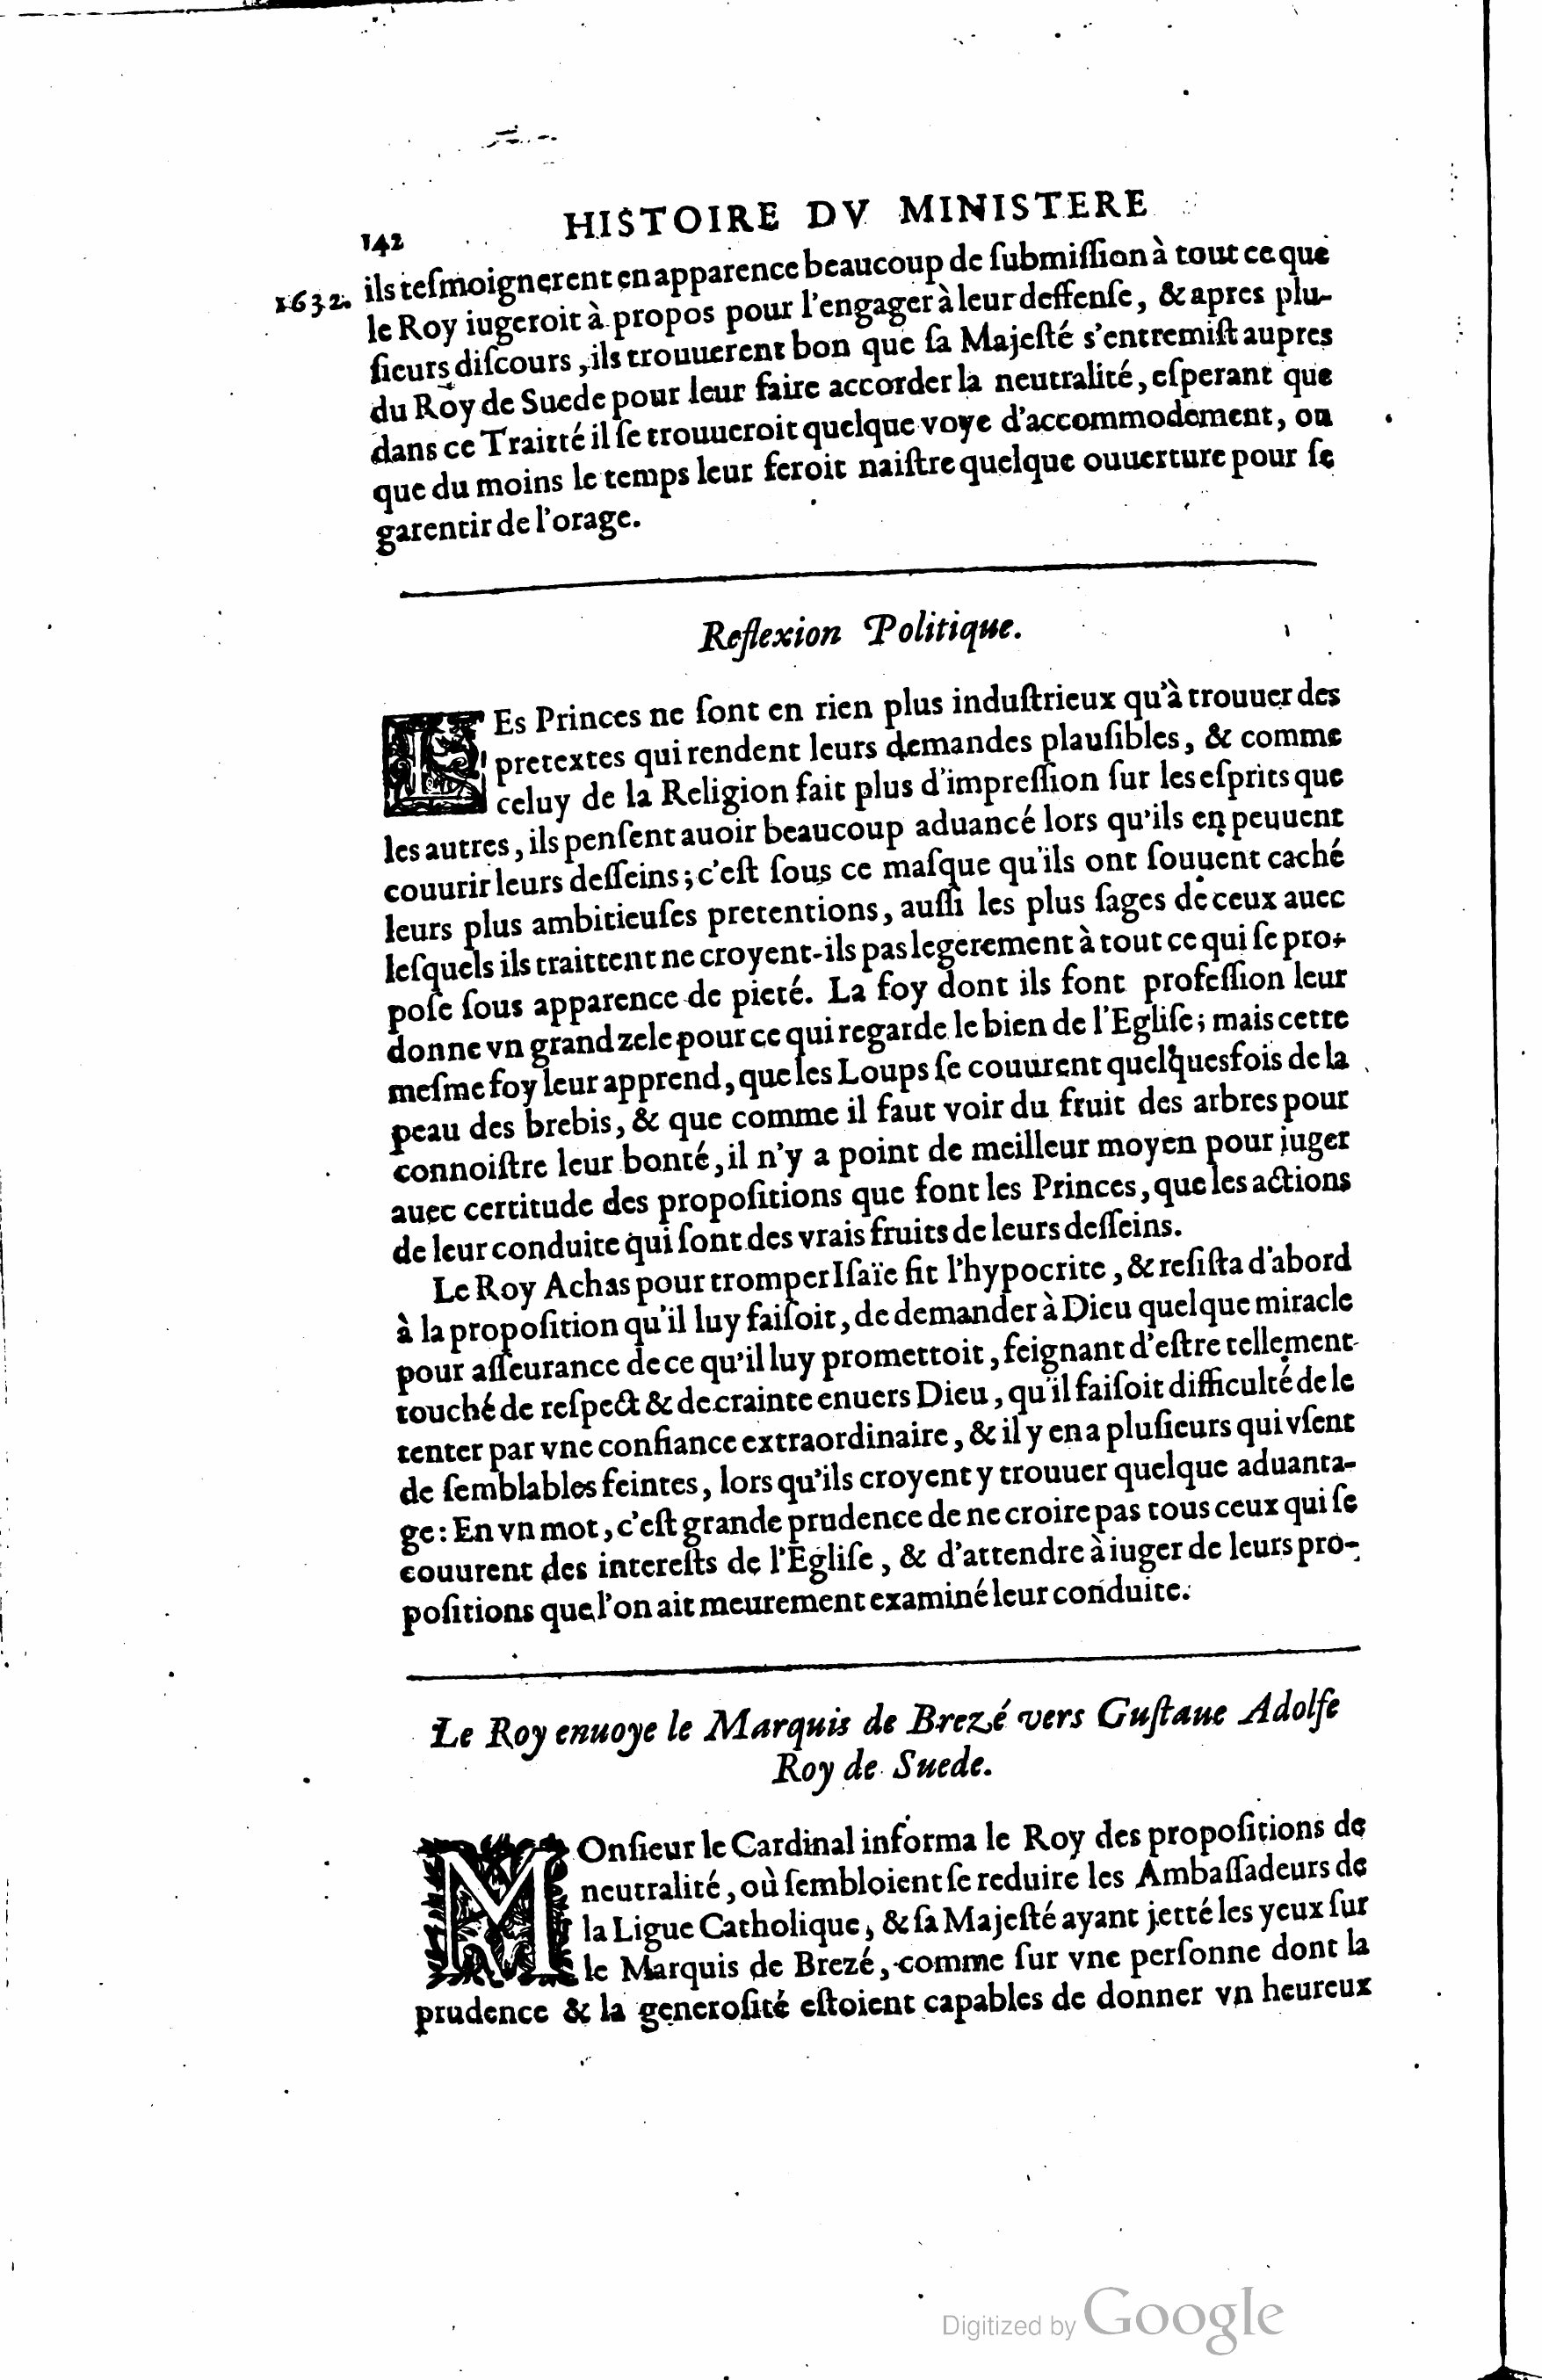 142 HISTOIRE DV MINISTERE
1632. ils teſmoignerent en apparence beaucoup de ſubmiſſion à tout ce que
le Roy iugeroit à propos pour l'engager à leur deffenſe, & apres plu-
ſieurs diſcours, ils trouuerent bon que ſa Majeſté s'entremiſt aupres
du Roy de Suede pour leur faire accorder la neutralité, eſperant que
dans ce Traitté il ſe trouueroit quelque voye d'accommodement, ou
que du moins le temps leur feroit naiſtre quelque ouuerture pour ſe
garentir de l'orage.
Reflexion Politique.
LEs Princes ne ſont en rien plus induſtrieux qu'à trouuer des
pretextes qui rendent leurs demandes plauſibles, & comme
celuy de la Religion fait plus d'impreſſion ſur les eſprits que
les autres, ils penſent auoir beaucoup aduancé lors qu'ils en peuuent
couurir leurs deſſeins; c'eſt ſous ce maſque qu'ils ont ſouuent caché
leurs plus ambitieuſes pretentions, auſſi les plus ſages de ceux auec
leſquels ils traittent ne croyent-ils pas legerement à tout ce qui ſe pro-
poſe ſous apparence de pieté. La foy dont ils font profeſſion leur
donne vn grand zele pour ce qui regarde le bien de l'Egliſe; mais cette
meſme foy leur apprend, que les Loups ſe couurent quelquesfois de la
peau des brebis, & que comme il faut voir du fruit des arbres pour
connoiſtre leur bonté, il n'y a point de meilleur moyen pour juger
auec certitude des propoſitions que font les Princes, que les actions
de leur conduite qui ſont des vrais fruits de leurs deſſeins.
Le Roy Achas pour tromper Iſaïe fit l'hypocrite, & reſiſta d'abord
à la propoſition qu'il luy faiſoit, de demander à Dieu quelque miracle
pour aſſeurance de ce qu'il luy promettoit, feignant d'eſtre tellement
touché de reſpect & de crainte enuers Dieu, qu'il faiſoit difficulté de le
tenter par vne confiance extraordinaire, & il y en a pluſieurs qui vſent
de ſemblables feintes, lors qu'ils croyent y trouuer quelque aduanta-
ge: En vn mot, c'eſt grande prudence de ne croire pas tous ceux qui ſe
couurent des intereſts de l'Egliſe, & d'attendre à iuger de leurs pro-
poſitions que l'on ait meurement examiné leur conduite.
Le Roy enuoye le Marquis de Brezé vers Guſtaue Adolfe
Roy de Suede.
MOnſieur le Cardinal informa le Roy des propoſitions de
neutralité, où ſembloient ſe reduire les Ambaſſadeurs de
la Ligue Catholique, & ſa Majeſté ayant jetté les yeux ſur
le Marquis de Brezé, comme ſur vne perſonne dont la
prudence & la generoſité eſtoient capables de donner vn heureux
Digitized by Google